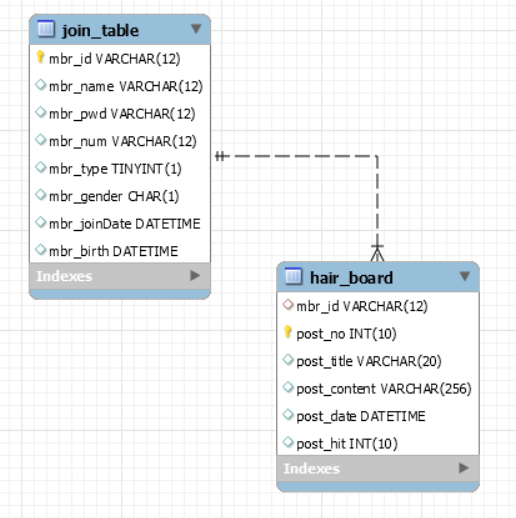 join_table
mbr_id VARCHAR(12)
mbr_name VARCHAR(12)
mbr_pwd VARCHAR(12)
mbr_num VARCHAR(12)
mbr_type TINYINT(1)
mbr_gender CHAR(1)
mbr_joinDate DATETIME
mbr_birth DATETIME
Indexes
hair_board
mbr_id VARCHAR(12)
post_no INT(10)
post_title VARCHAR(20)
post_content VARCHAR(256)
post_date DATETIME
post_hit INT(10)
Indexes